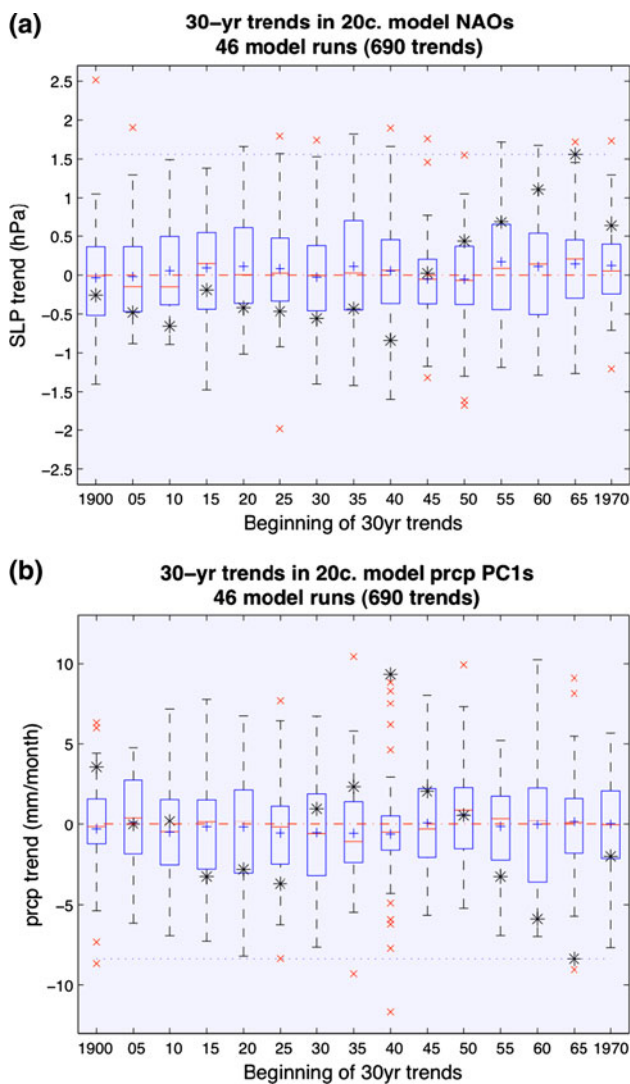 (a)
30-yr trends in 20c. model NAOs
46 model runs (690 trends)
2.5
2
1.5
1
0.5
0
-0.5
-1
-1.5
-2
-2.5
SLP trend (hPa)
1900 05 10 15 20 25 30 35 40 45 50 55 60 65 1970
Beginning of 30yr trends
(b)
30-yr trends in 20c. model prcp PC1s
46 model runs (690 trends)
10
5
0
-5
-10
prcp trend (mm/month)
1900 05 10 15 20 25 30 35 40 45 50 55 60 65 1970
Beginning of 30yr trends